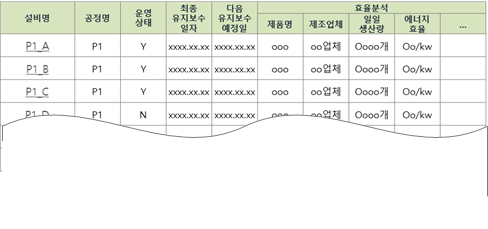 설비명 공정명 운영 상태 최종 유지보수 일자 다음 유지보수 예정일 효율분석
제품명 제조업체 일일 생산량 에너지 효율 ...
P1_A P1 Y xxxx.xx.xx xxxx.xx.xx ooo oo업체 Oooo개 Oo/kw
P1_B P1 Y xxxx.xx.xx xxxx.xx.xx ooo oo업체 Oooo개 Oo/kw
P1_C P1 Y xxxx.xx.xx xxxx.xx.xx ooo oo업체 Oooo개 Oo/kw
P1_D P1 N xxxx.xx.xx xxxx.xx.xx ooo oo업체 Oooo개 Oo/kw